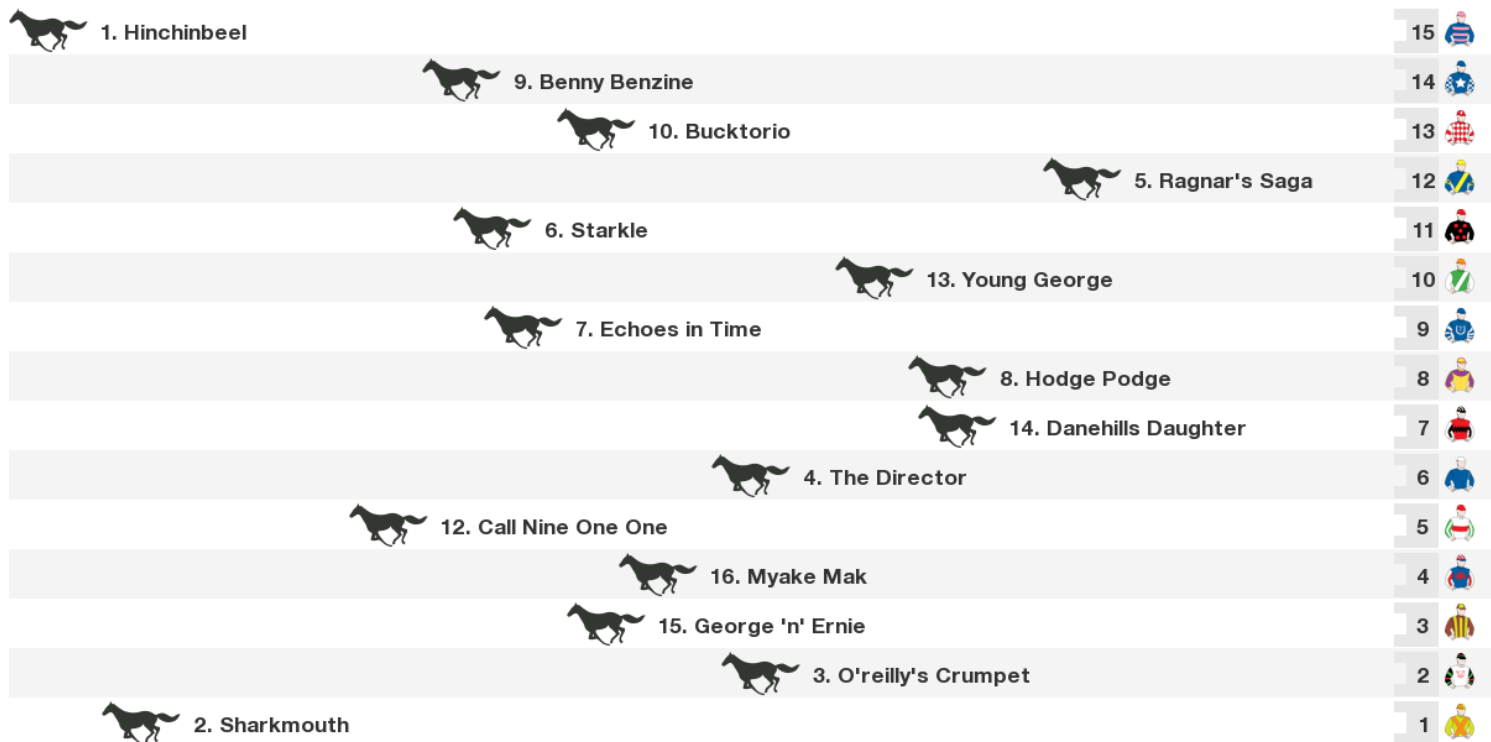 1. Hinchinbeel 15
9. Benny Benzine 14
10. Bucktorio 13
5. Ragnar's Saga 12
6. Starkle 11
13. Young George 10
7. Echoes in Time 9
8. Hodge Podge 8
14. Danehills Daughter 7
4. The Director 6
12. Call Nine One One 5
16. Myake Mak 4
15. George 'n' Ernie 3
3. O'reilly's Crumpet 2
2. Sharkmouth 1